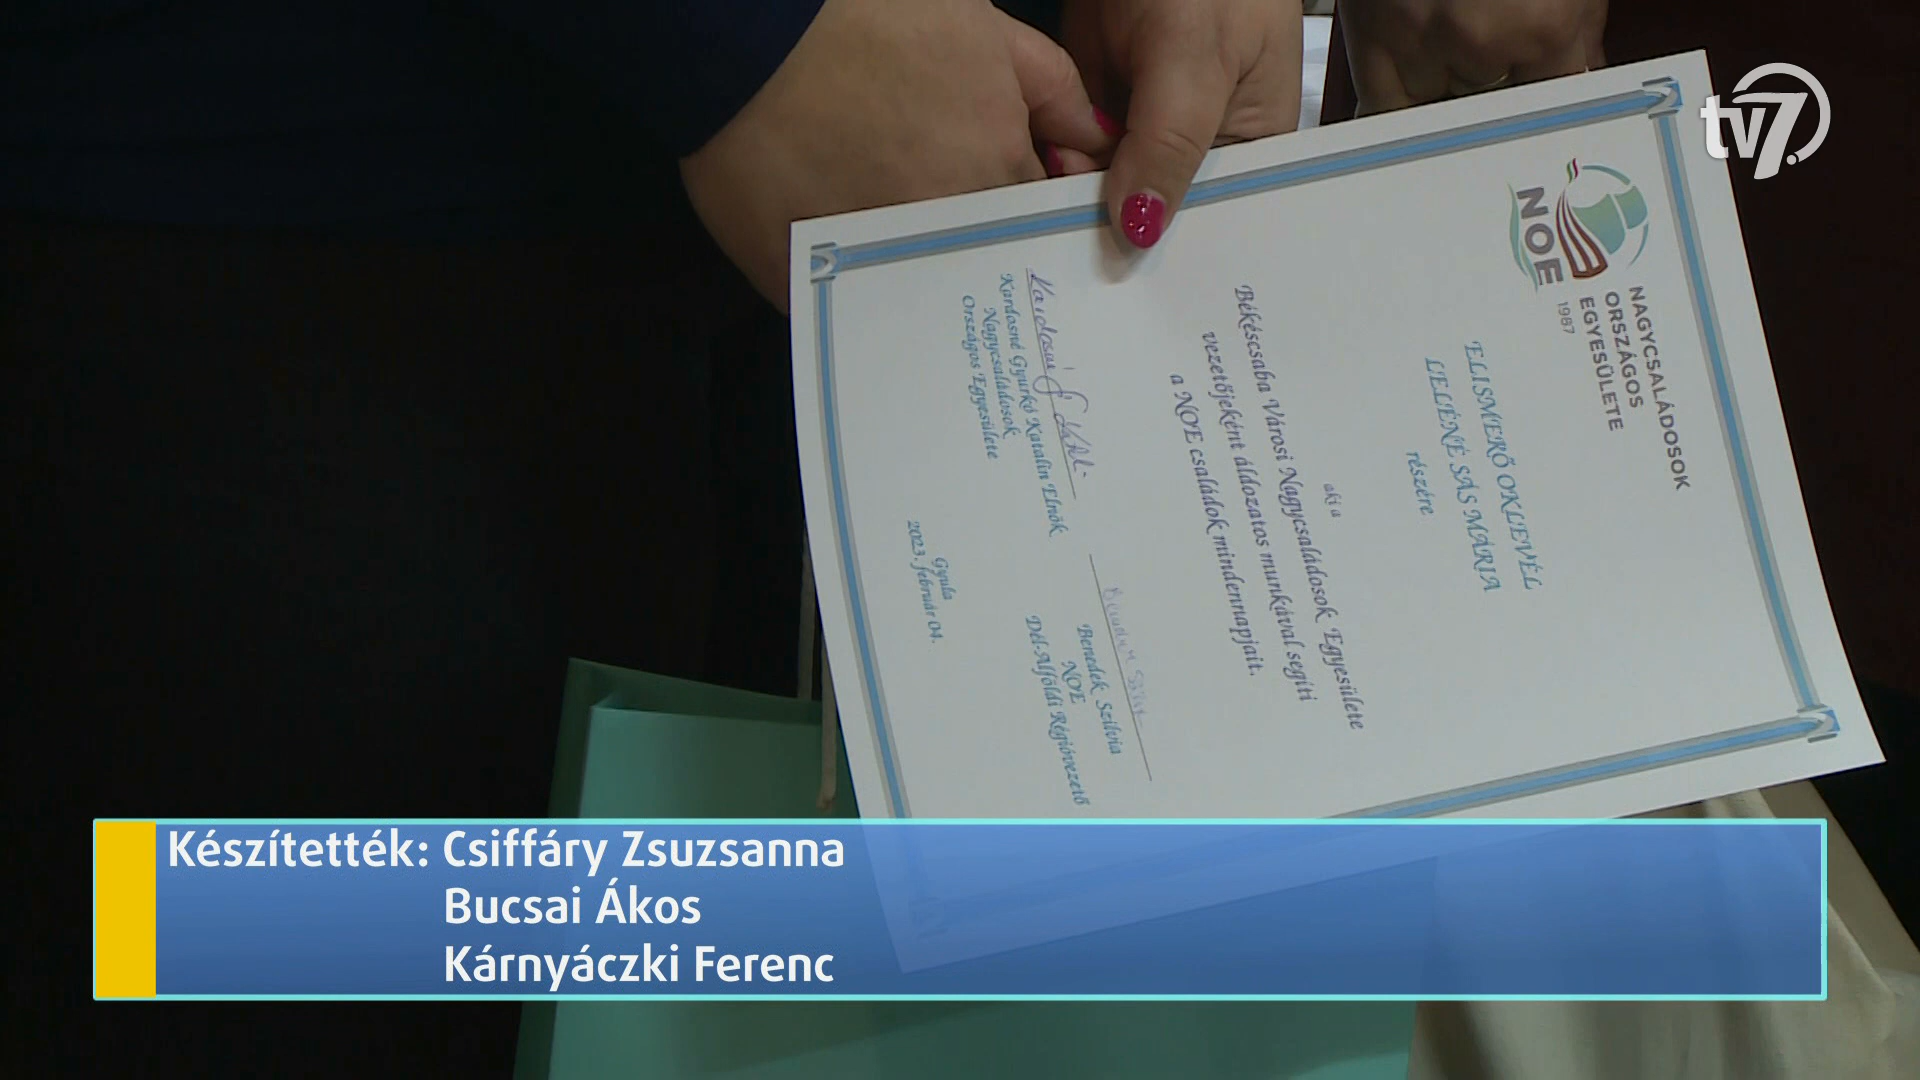 tv7.
NOE
1987
NAGYCSALÁDOSOK
ORSZÁGOS
EGYESÜLETE
ELISMERŐ OKLEVÉL
LELÉNÉ SÁS MÁRIA
részére
aki a
Békéscsaba Városi Nagycsaládosok Egyesülete
vezetőjeként áldozatos munkával segíti
a NOE családok mindennapjait.
Kardosné Gyurkó Katalin Elnök
Nagycsaládosok
Országos Egyesülete
Benedek Szilvia
NOE
Dél-Alföldi Régióvezető
Gyula
2023. február 04.
Készítették: Csiffáry Zsuzsanna
Bucsai Ákos
Kárnyáczki Ferenc